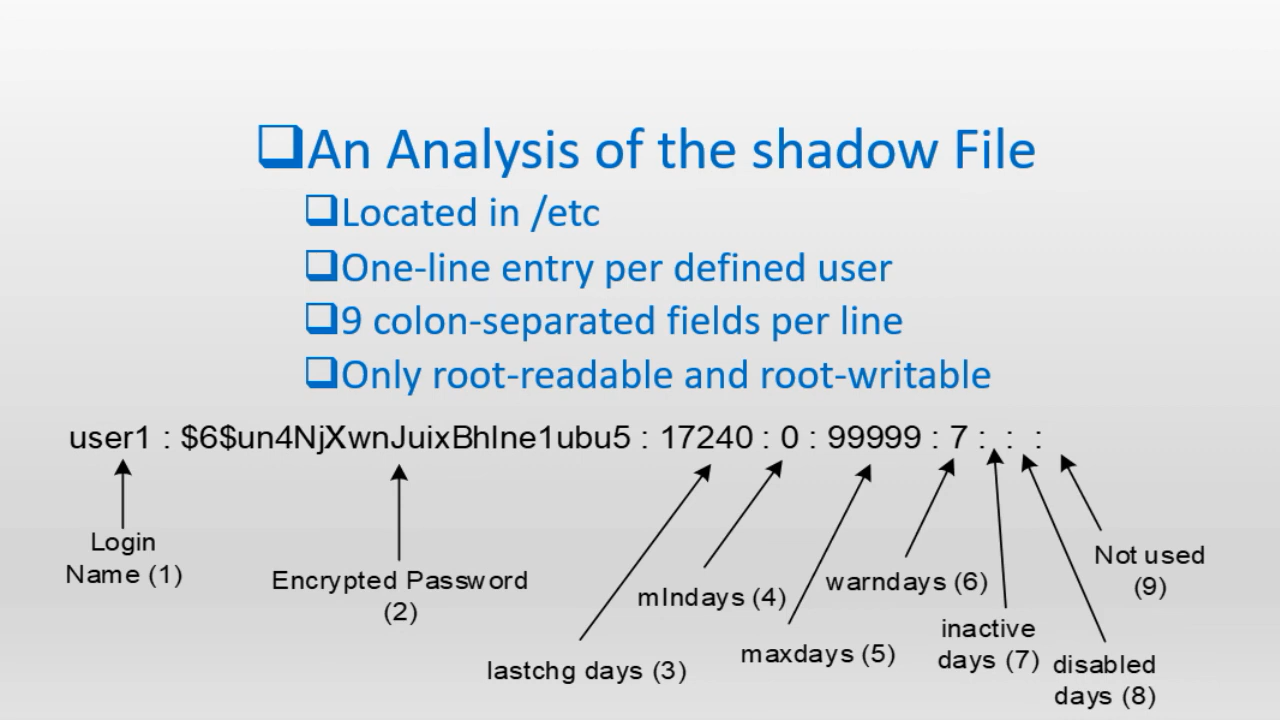 ❑An Analysis of the shadow File
❑Located in /etc
❑One-line entry per defined user
❑9 colon-separated fields per line
❑Only root-readable and root-writable
user1 : $6$un4NjXwnJuixBhIne1ubu5 : 17240 : 0 : 99999 : 7 : : :
Login
Name (1)
Encrypted Password
(2)
lastchg days (3)
mIndays (4)
maxdays (5)
warndays (6)
inactive
days (7)
disabled
days (8)
Not used
(9)